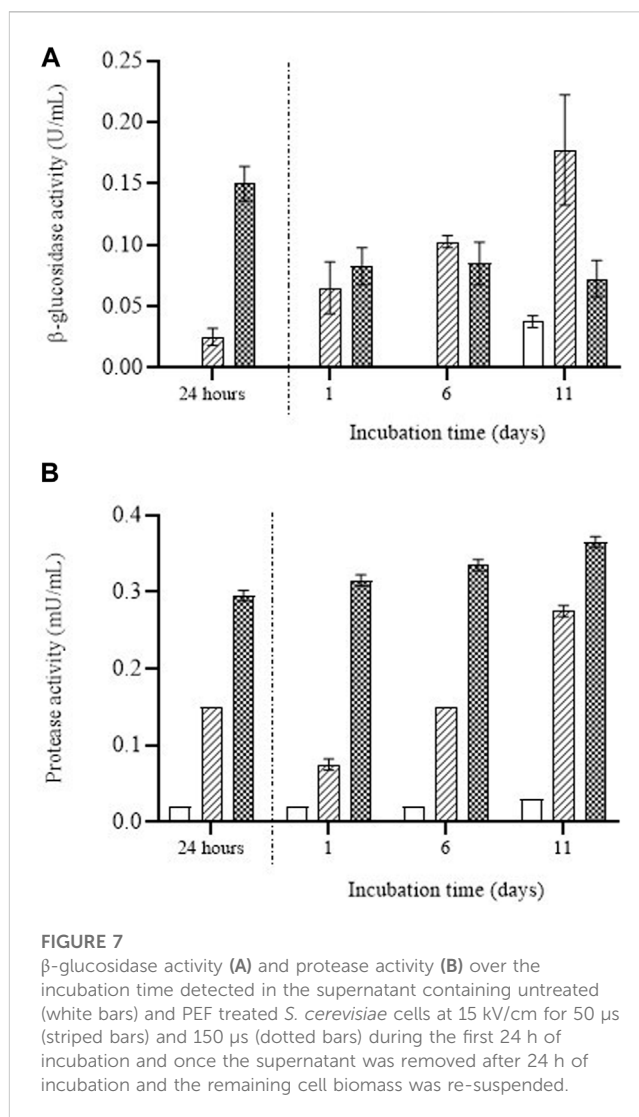 A
β-glucosidase activity (U/mL)
0.25
0.20
0.15
0.10
0.05
0.00
24 hours
1
6
11
Incubation time (days)
B
Protease activity (mU/mL)
0.4
0.3
0.2
0.1
0.0
24 hours
1
6
11
Incubation time (days)
FIGURE 7
β-glucosidase activity (A) and protease activity (B) over the
incubation time detected in the supernatant containing untreated
(white bars) and PEF treated S. cerevisiae cells at 15 kV/cm for 50 μs
(striped bars) and 150 μs (dotted bars) during the first 24 h of
incubation and once the supernatant was removed after 24 h of
incubation and the remaining cell biomass was re-suspended.